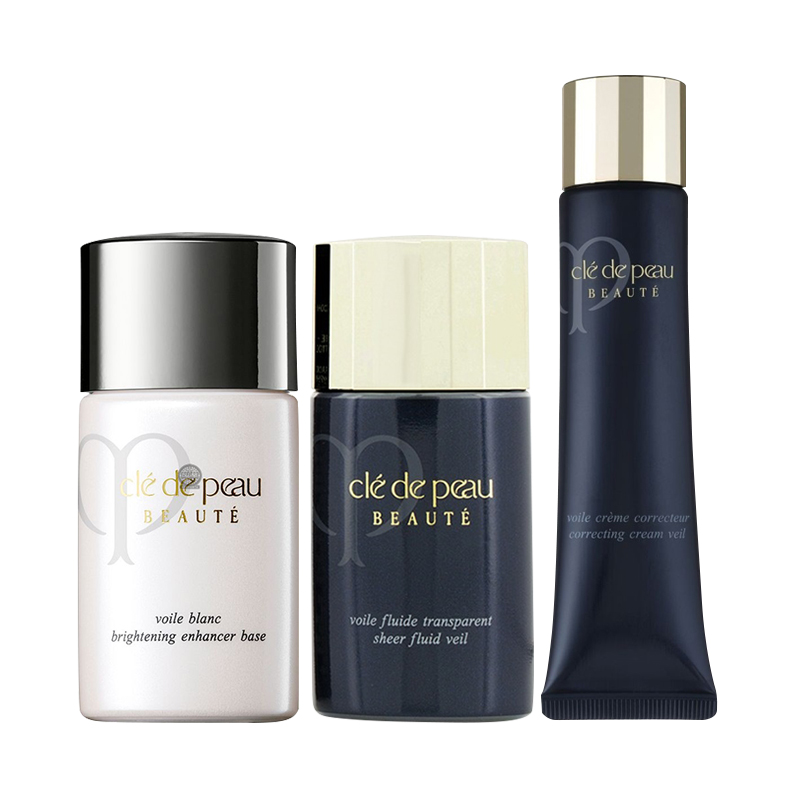 clé de peau
BEAUTÉ
voile blanc
brightening enhancer base
clé de peau
BEAUTÉ
voile fluide transparent
sheer fluid veil
clé de peau
BEAUTÉ
voile crème correcteur
correcting cream veil